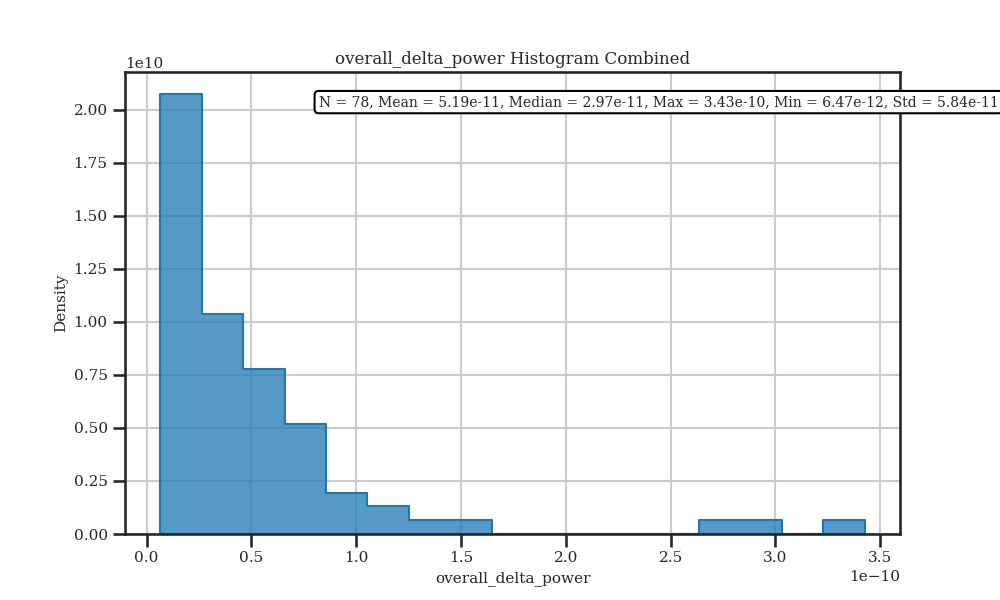 overall_delta_power Histogram Combined
1e10
N = 78, Mean = 5.19e-11, Median = 2.97e-11, Max = 3.43e-10, Min = 6.47e-12, Std = 5.84e-11
2.00
1.75
1.50
1.25
1.00
0.75
0.50
0.25
0.00
Density
0.0 0.5 1.0 1.5 2.0 2.5 3.0 3.5
1e−10
overall_delta_power